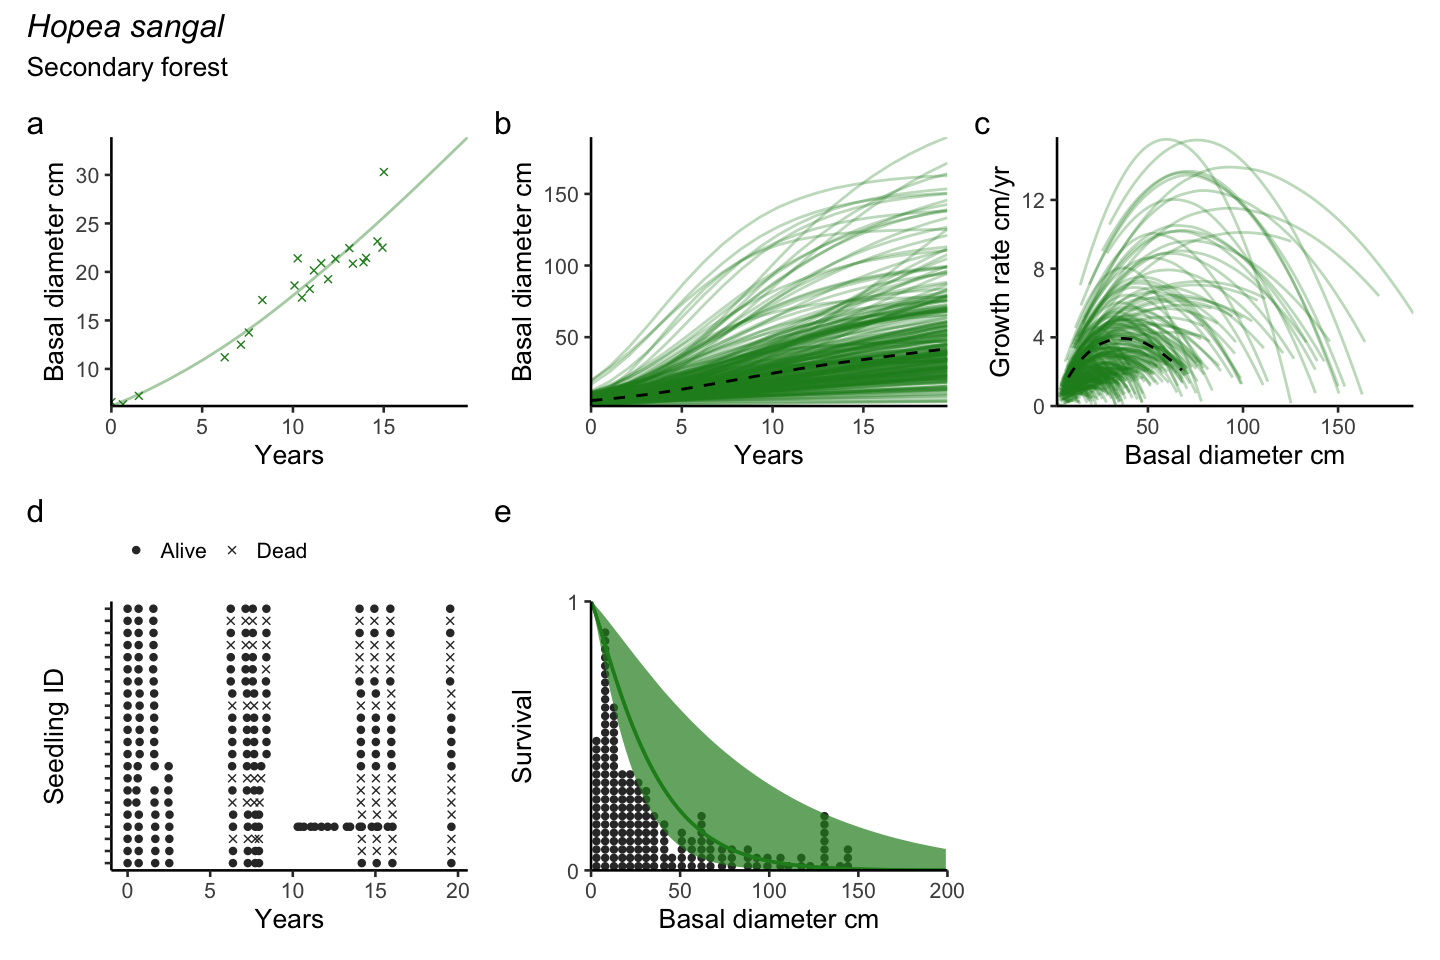 Hopea sangal
Secondary forest
a
Basal diameter cm
30
25
20
15
10
0 5 10 15
Years
b
Basal diameter cm
150
100
50
0 5 10 15
Years
c
Growth rate cm/yr
12
8
4
0
50 100 150
Basal diameter cm
d
Alive Dead
Seedling ID
0 5 10 15 20
Years
e
Survival
1
0
0 50 100 150 200
Basal diameter cm